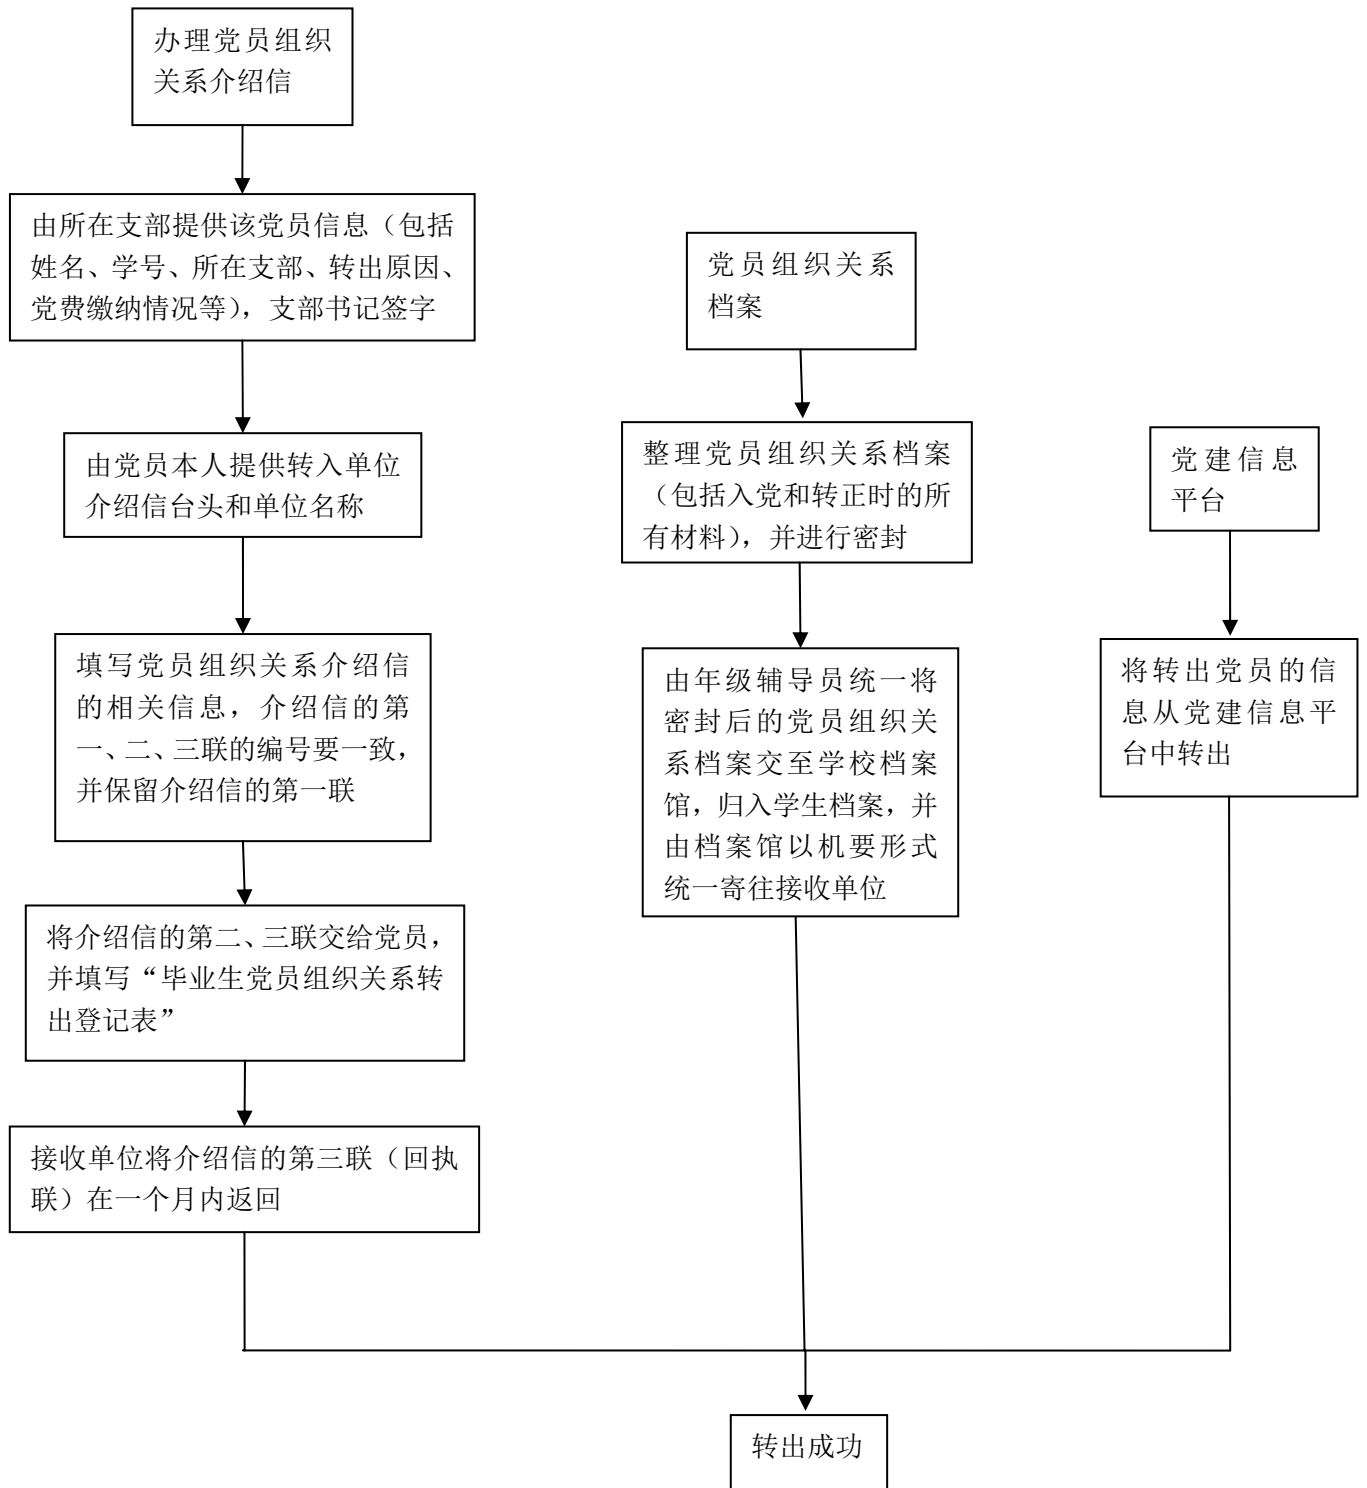 办理党员组织
关系介绍信
由所在支部提供该党员信息（包括
姓名、学号、所在支部、转出原因、
党费缴纳情况等），支部书记签字
由党员本人提供转入单位
介绍信台头和单位名称
填写党员组织关系介绍信
的相关信息，介绍信的第
一、二、三联的编号要一致，
并保留介绍信的第一联
将介绍信的第二、三联交给党员，
并填写“毕业生党员组织关系转
出登记表”
接收单位将介绍信的第三联（回执
联）在一个月内返回
党员组织关系
档案
整理党员组织关系档案
（包括入党和转正时的所
有材料），并进行密封
由年级辅导员统一将
密封后的党员组织关
系档案交至学校档案
馆，归入学生档案，并
由档案馆以机要形式
统一寄往接收单位
党建信息
平台
将转出党员的信
息从党建信息平
台中转出
转出成功